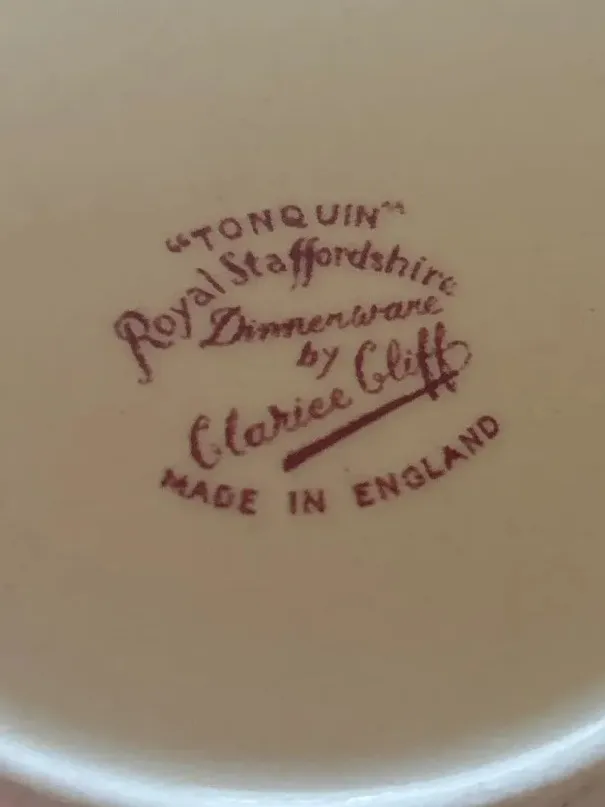 "TONQUIN"
Royal Staffordshire
Dinnerware
by
Clarice Cliff
MADE IN ENGLAND